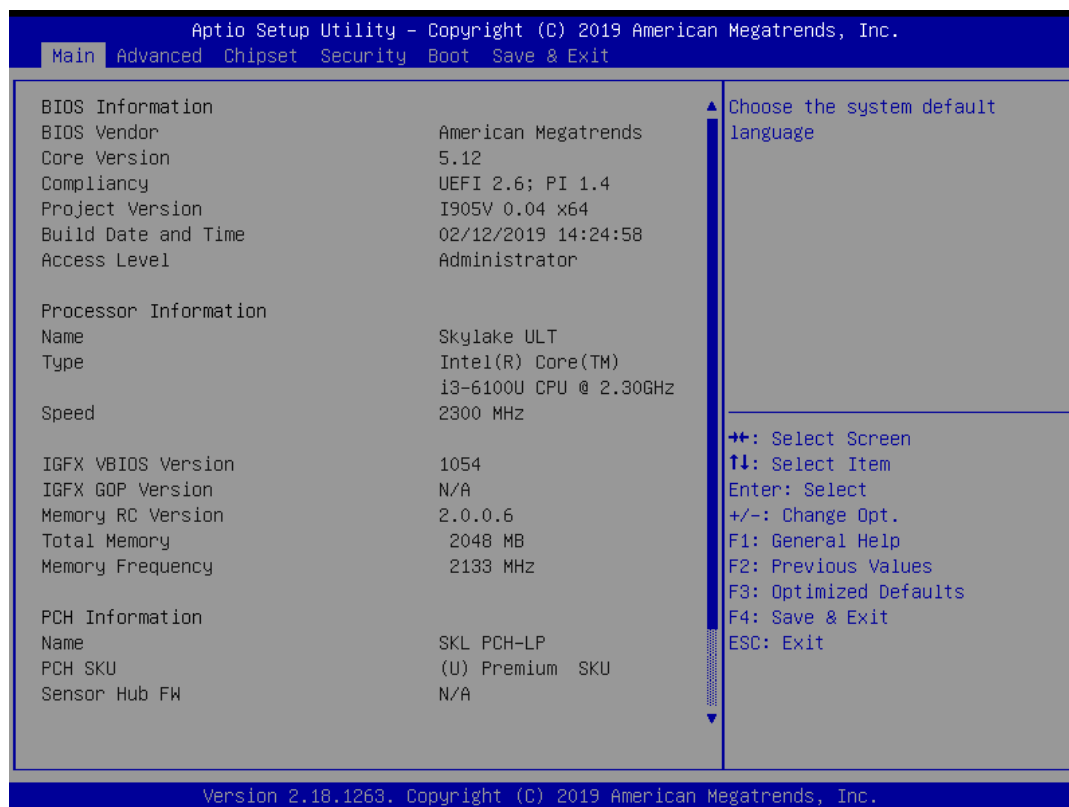 Aptio Setup Utility – Copyright (C) 2019 American Megatrends, Inc.
Main Advanced Chipset Security Boot Save & Exit
BIOS Information
BIOS Vendor American Megatrends
Core Version 5.12
Compliancy UEFI 2.6; PI 1.4
Project Version I905V 0.04 x64
Build Date and Time 02/12/2019 14:24:58
Access Level Administrator
Processor Information
Name Skylake ULT
Type Intel(R) Core(TM)
i3-6100U CPU @ 2.30GHz
Speed 2300 MHz
IGFX VBIOS Version 1054
IGFX GOP Version N/A
Memory RC Version 2.0.0.6
Total Memory 2048 MB
Memory Frequency 2133 MHz
PCH Information
Name SKL PCH-LP
PCH SKU (U) Premium SKU
Sensor Hub FW N/A
Choose the system default
language
→←: Select Screen
↑↓: Select Item
Enter: Select
+/-: Change Opt.
F1: General Help
F2: Previous Values
F3: Optimized Defaults
F4: Save & Exit
ESC: Exit
Version 2.18.1263. Copyright (C) 2019 American Megatrends, Inc.